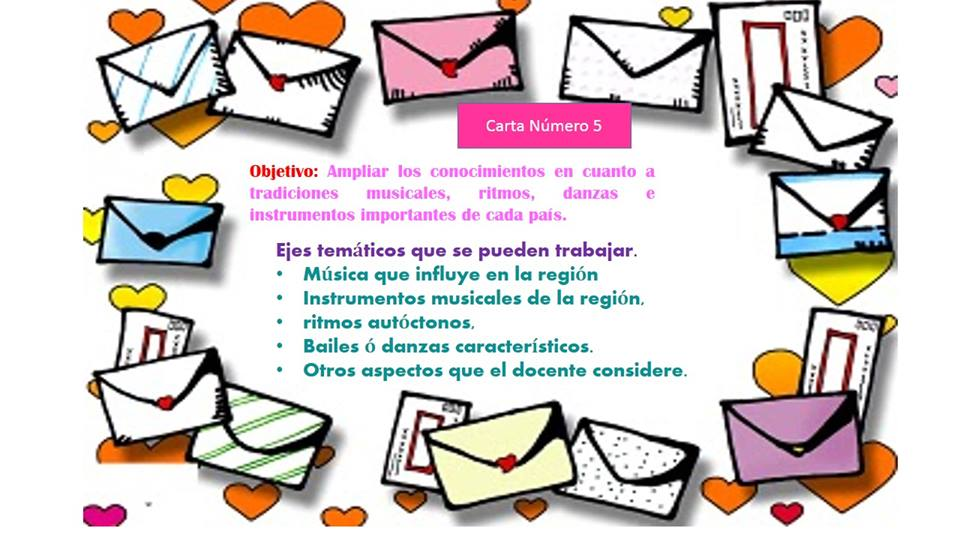 Carta Número 5
Objetivo: Ampliar los conocimientos en cuanto a
tradiciones musicales, ritmos, danzas e
instrumentos importantes de cada país.
Ejes temáticos que se pueden trabajar.
• Música que influye en la región
• Instrumentos musicales de la región,
• ritmos autóctonos,
• Bailes ó danzas característicos.
• Otros aspectos que el docente considere.